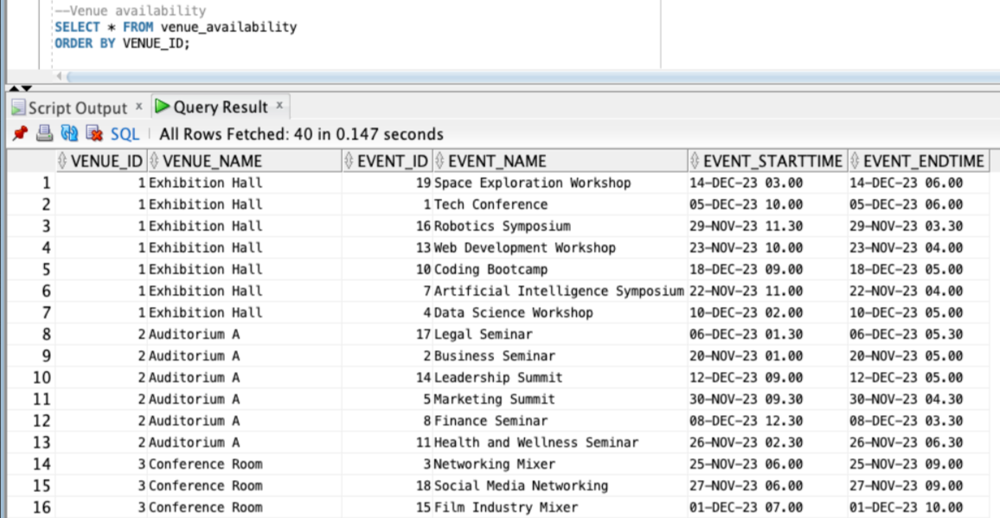 --Venue availability
SELECT * FROM venue_availability
ORDER BY VENUE_ID;
Script Output x Query Result x
SQL All Rows Fetched: 40 in 0.147 seconds
VENUE_ID VENUE_NAME EVENT_ID EVENT_NAME EVENT_STARTTIME EVENT_ENDTIME
1 1 Exhibition Hall 19 Space Exploration Workshop 14-DEC-23 03.00 14-DEC-23 06.00
2 1 Exhibition Hall 1 Tech Conference 05-DEC-23 10.00 05-DEC-23 06.00
3 1 Exhibition Hall 16 Robotics Symposium 29-NOV-23 11.30 29-NOV-23 03.30
4 1 Exhibition Hall 13 Web Development Workshop 23-NOV-23 10.00 23-NOV-23 04.00
5 1 Exhibition Hall 10 Coding Bootcamp 18-DEC-23 09.00 18-DEC-23 05.00
6 1 Exhibition Hall 7 Artificial Intelligence Symposium 22-NOV-23 11.00 22-NOV-23 04.00
7 1 Exhibition Hall 4 Data Science Workshop 10-DEC-23 02.00 10-DEC-23 05.00
8 2 Auditorium A 17 Legal Seminar 06-DEC-23 01.30 06-DEC-23 05.30
9 2 Auditorium A 2 Business Seminar 20-NOV-23 01.00 20-NOV-23 05.00
10 2 Auditorium A 14 Leadership Summit 12-DEC-23 09.00 12-DEC-23 05.00
11 2 Auditorium A 5 Marketing Summit 30-NOV-23 09.30 30-NOV-23 04.30
12 2 Auditorium A 8 Finance Seminar 08-DEC-23 12.30 08-DEC-23 03.30
13 2 Auditorium A 11 Health and Wellness Seminar 26-NOV-23 02.30 26-NOV-23 06.30
14 3 Conference Room 3 Networking Mixer 25-NOV-23 06.00 25-NOV-23 09.00
15 3 Conference Room 18 Social Media Networking 27-NOV-23 06.00 27-NOV-23 09.00
16 3 Conference Room 15 Film Industry Mixer 01-DEC-23 07.00 01-DEC-23 10.00